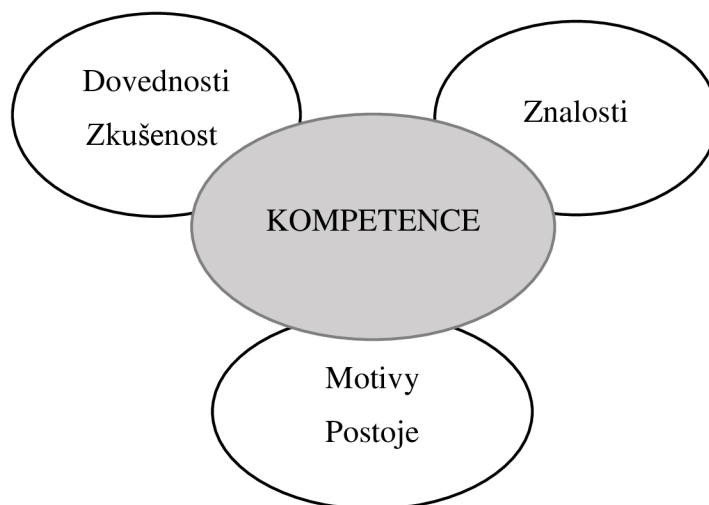 Dovednosti
Zkušenost
Znalosti
KOMPETENCE
Motivy
Postoje